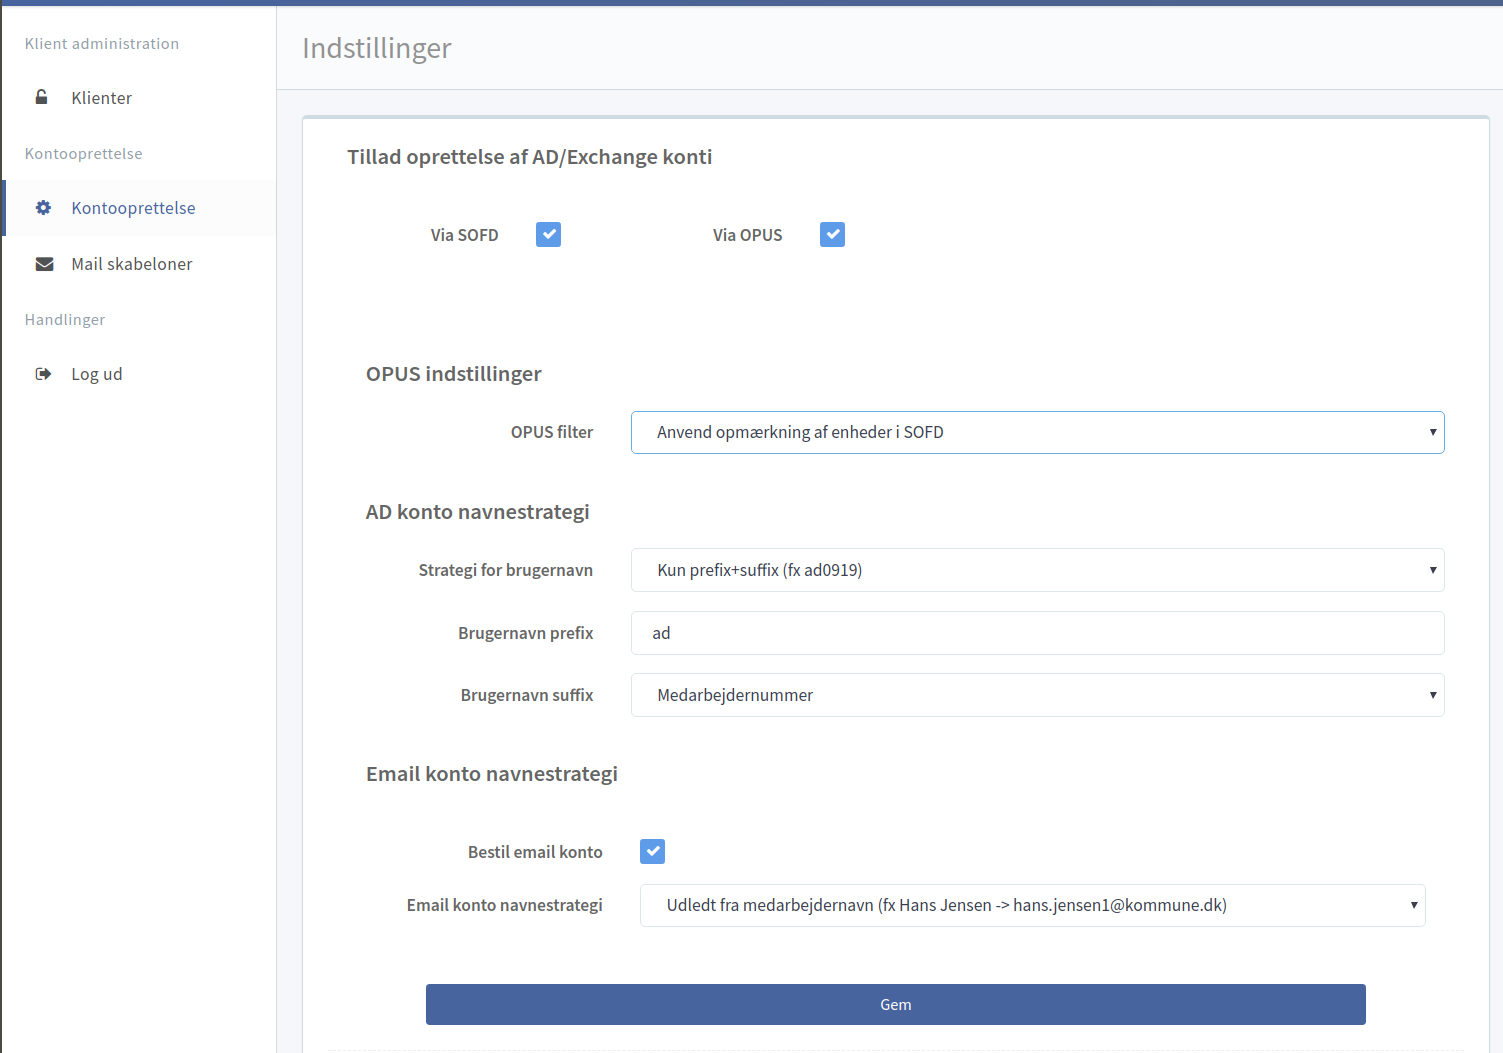 Klient administration
Klienter
Kontooprettelse
Kontooprettelse
Mail skabeloner
Handlinger
Log ud
Indstillinger
Tillad oprettelse af AD/Exchange konti
Via SOFD
Via OPUS
OPUS indstillinger
OPUS filter
Anvend opmærkning af enheder i SOFD
AD konto navnestrategi
Strategi for brugernavn
Kun prefix+suffix (fx ad0919)
Brugernavn prefix
ad
Brugernavn suffix
Medarbejdernummer
Email konto navnestrategi
Bestil email konto
Email konto navnestrategi
Udledt fra medarbejdernavn (fx Hans Jensen -> hans.jensen1@kommune.dk)
Gem